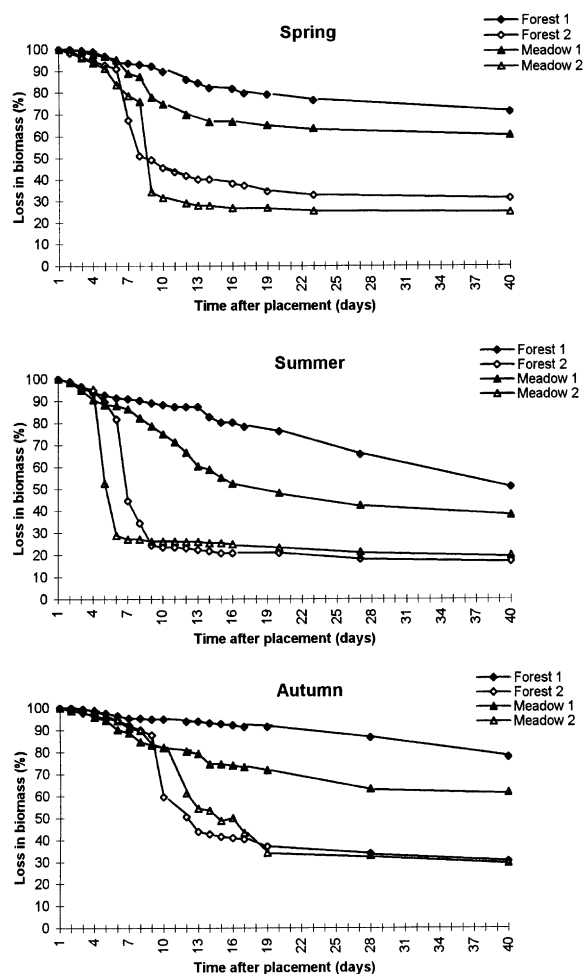 Spring
Forest 1
Forest 2
Meadow 1
Meadow 2
Loss in biomass (%)
100
90
80
70
60
50
40
30
20
10
0
1 4 7 10 13 16 19 22 25 28 31 34 37 40
Time after placement (days)
Summer
Forest 1
Forest 2
Meadow 1
Meadow 2
Loss in biomass (%)
100
90
80
70
60
50
40
30
20
10
0
1 4 7 10 13 16 19 22 25 28 31 34 37 40
Time after placement (days)
Autumn
Forest 1
Forest 2
Meadow 1
Meadow 2
Loss in biomass (%)
100
90
80
70
60
50
40
30
20
10
0
1 4 7 10 13 16 19 22 25 28 31 34 37 40
Time after placement (days)